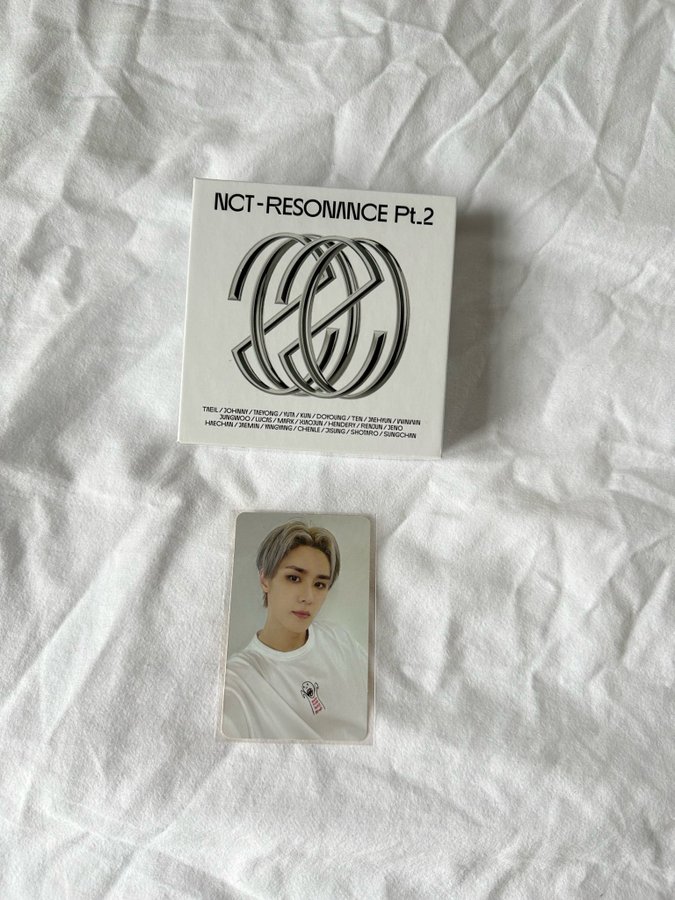 NCT - RESONANCE Pt.2
TAEIL / JOHNNY / TAEYONG / YUTA / KUN / DOYOUNG / TEN / JAEHYUN / WINWIN
JUNGWOO / LUCAS / MARK / XIAOJUN / HENDERY / RENJUN / JENO
HAECHAN / JAEMIN / YANGYANG / CHENLE / JISUNG / SHOTARO / SUNGCHAN